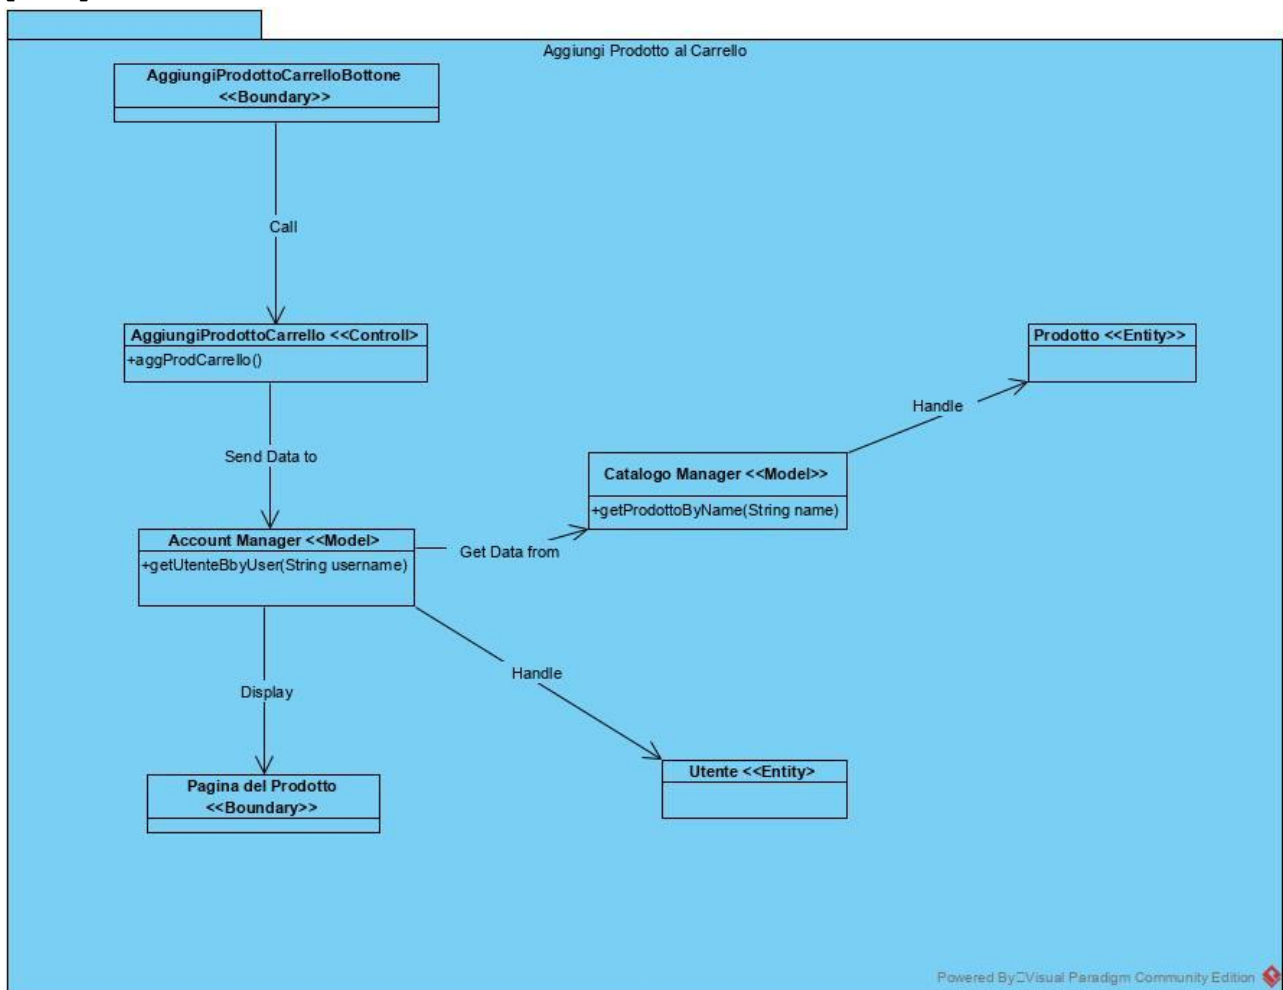 Aggiungi Prodotto al Carrello
AggiungiProdottoCarrelloBottone
<<Boundary>>
Call
AggiungiProdottoCarrello <<Controll>
+aggProdCarrello()
Prodotto <<Entity>>
Handle
Send Data to
Catalogo Manager <<Model>>
+getProdottoByName(String name)
Account Manager <<Model>
+getUtenteBbyUser(String username)
Get Data from
Handle
Display
Pagina del Prodotto
<<Boundary>>
Utente <<Entity>
Powered By Visual Paradigm Community Edition